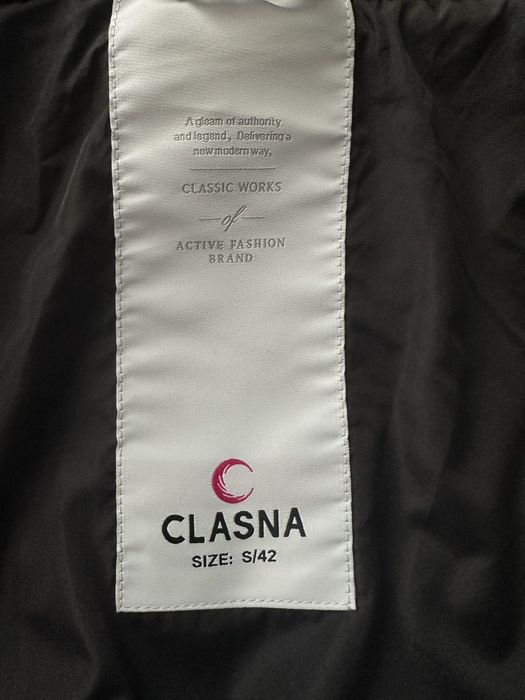 A gleam of authority
and legend, Delivering a
new modern way,
CLASSIC WORKS
of
ACTIVE FASHION
BRAND
CLASNA
SIZE: S/42